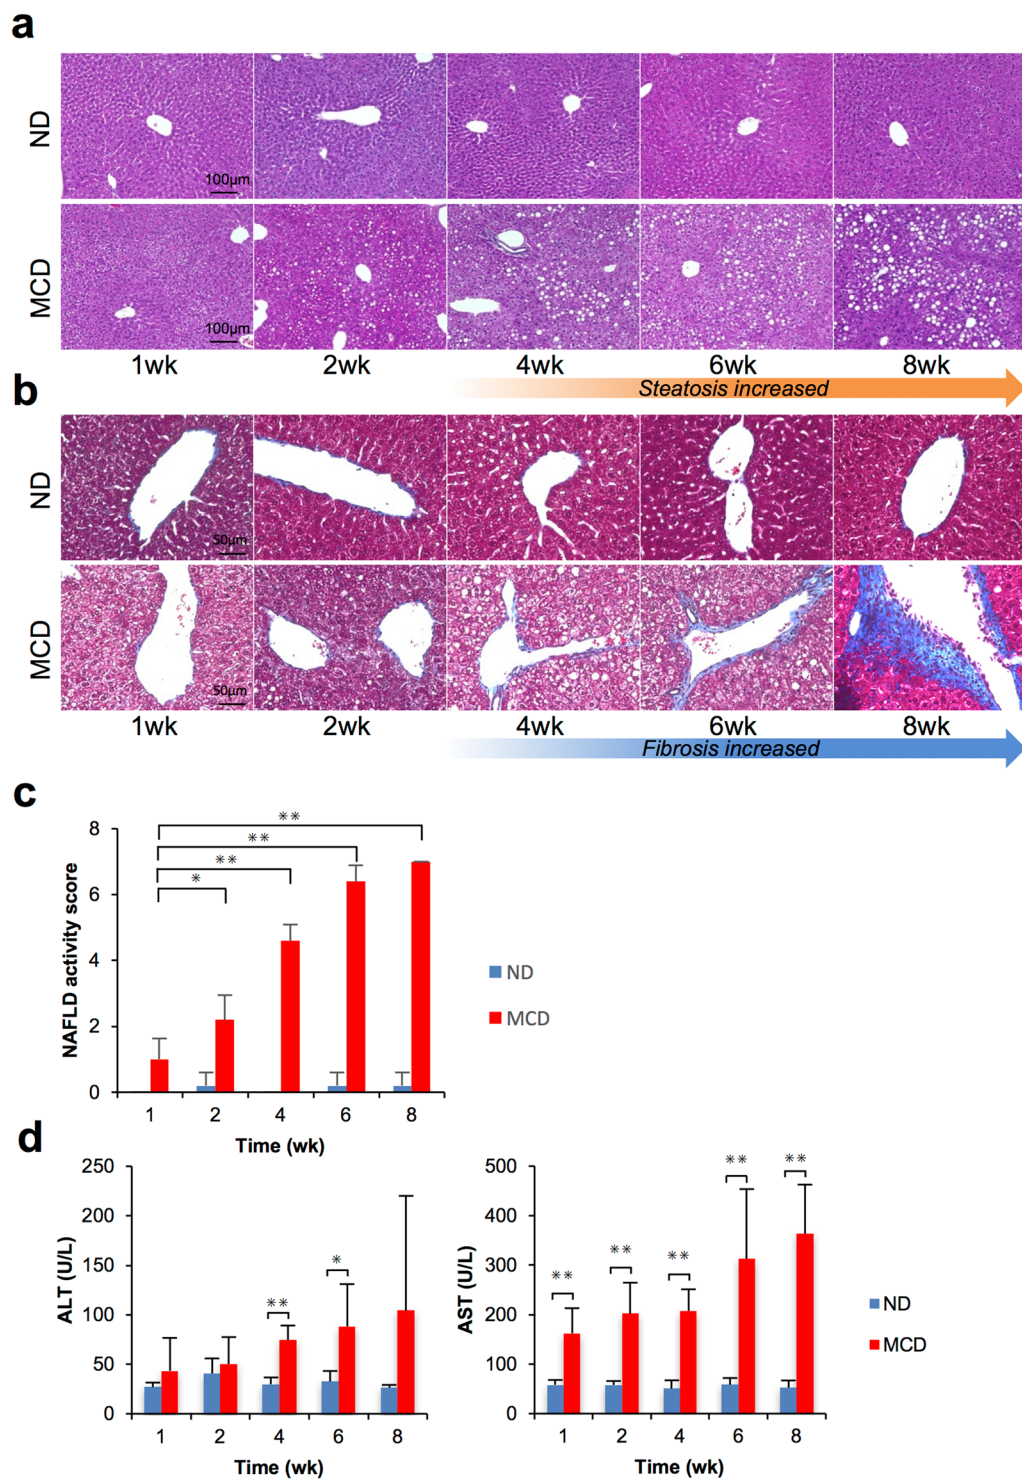 a
ND
100μm
MCD
100μm
1wk 2wk 4wk 6wk 8wk
Steatosis increased
b
ND
50μm
MCD
50μm
1wk 2wk 4wk 6wk 8wk
Fibrosis increased
c
NAFLD activity score
8
6
4
2
0
**
**
**
*
1 2 4 6 8
Time (wk)
ND
MCD
d
ALT (U/L)
250
200
150
100
50
0
**
*
1 2 4 6 8
Time (wk)
AST (U/L)
500
400
300
200
100
0
** ** ** ** **
1 2 4 6 8
Time (wk)
ND
MCD